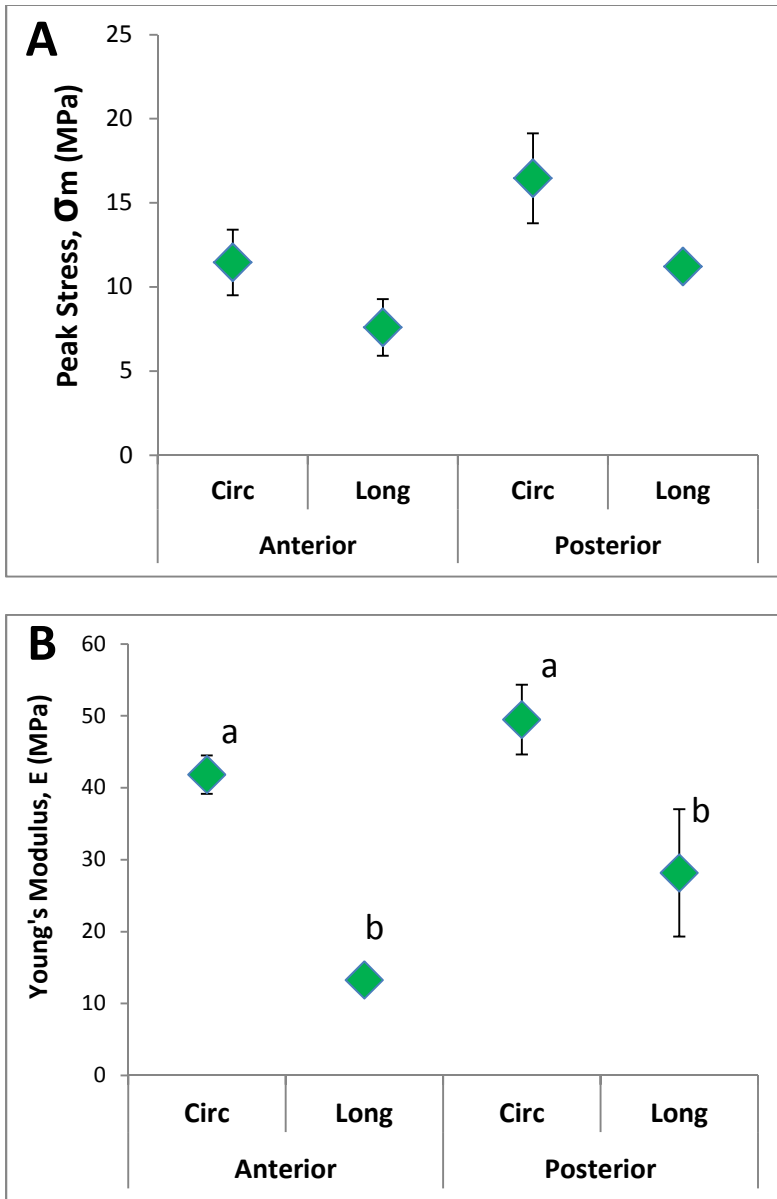 A
Peak Stress, σm (MPa)
25
20
15
10
5
0
Circ Long Circ Long
Anterior Posterior
B
Young's Modulus, E (MPa)
60
50
40
30
20
10
0
a
b
a
b
Circ Long Circ Long
Anterior Posterior